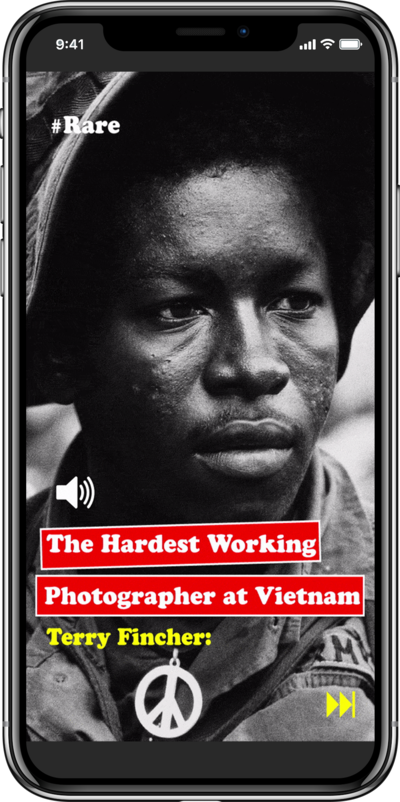 9:41
#Rare
The Hardest Working
Photographer at Vietnam
Terry Fincher: